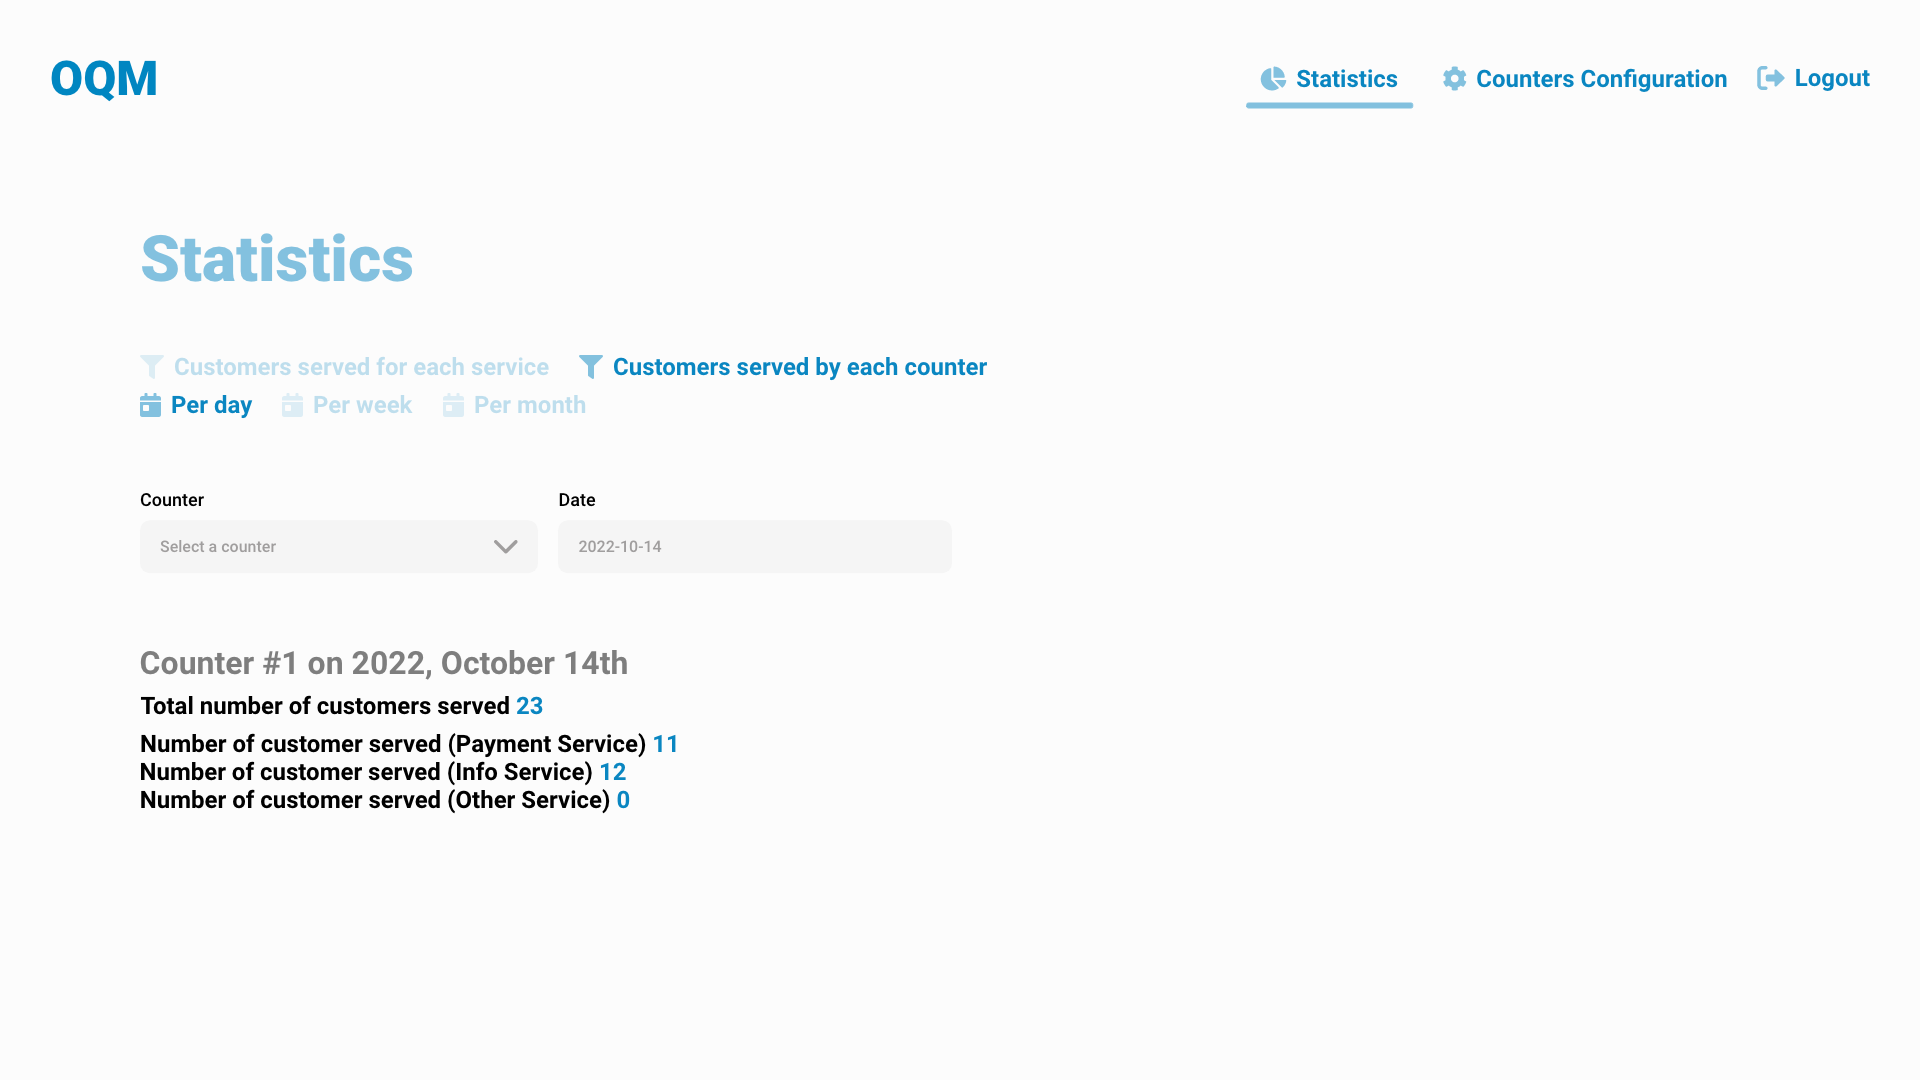 OQM
Statistics Counters Configuration Logout
Statistics
Customers served for each service Customers served by each counter
Per day Per week Per month
Counter Date
Select a counter 2022-10-14
Counter #1 on 2022, October 14th
Total number of customers served 23
Number of customer served (Payment Service) 11
Number of customer served (Info Service) 12
Number of customer served (Other Service) 0